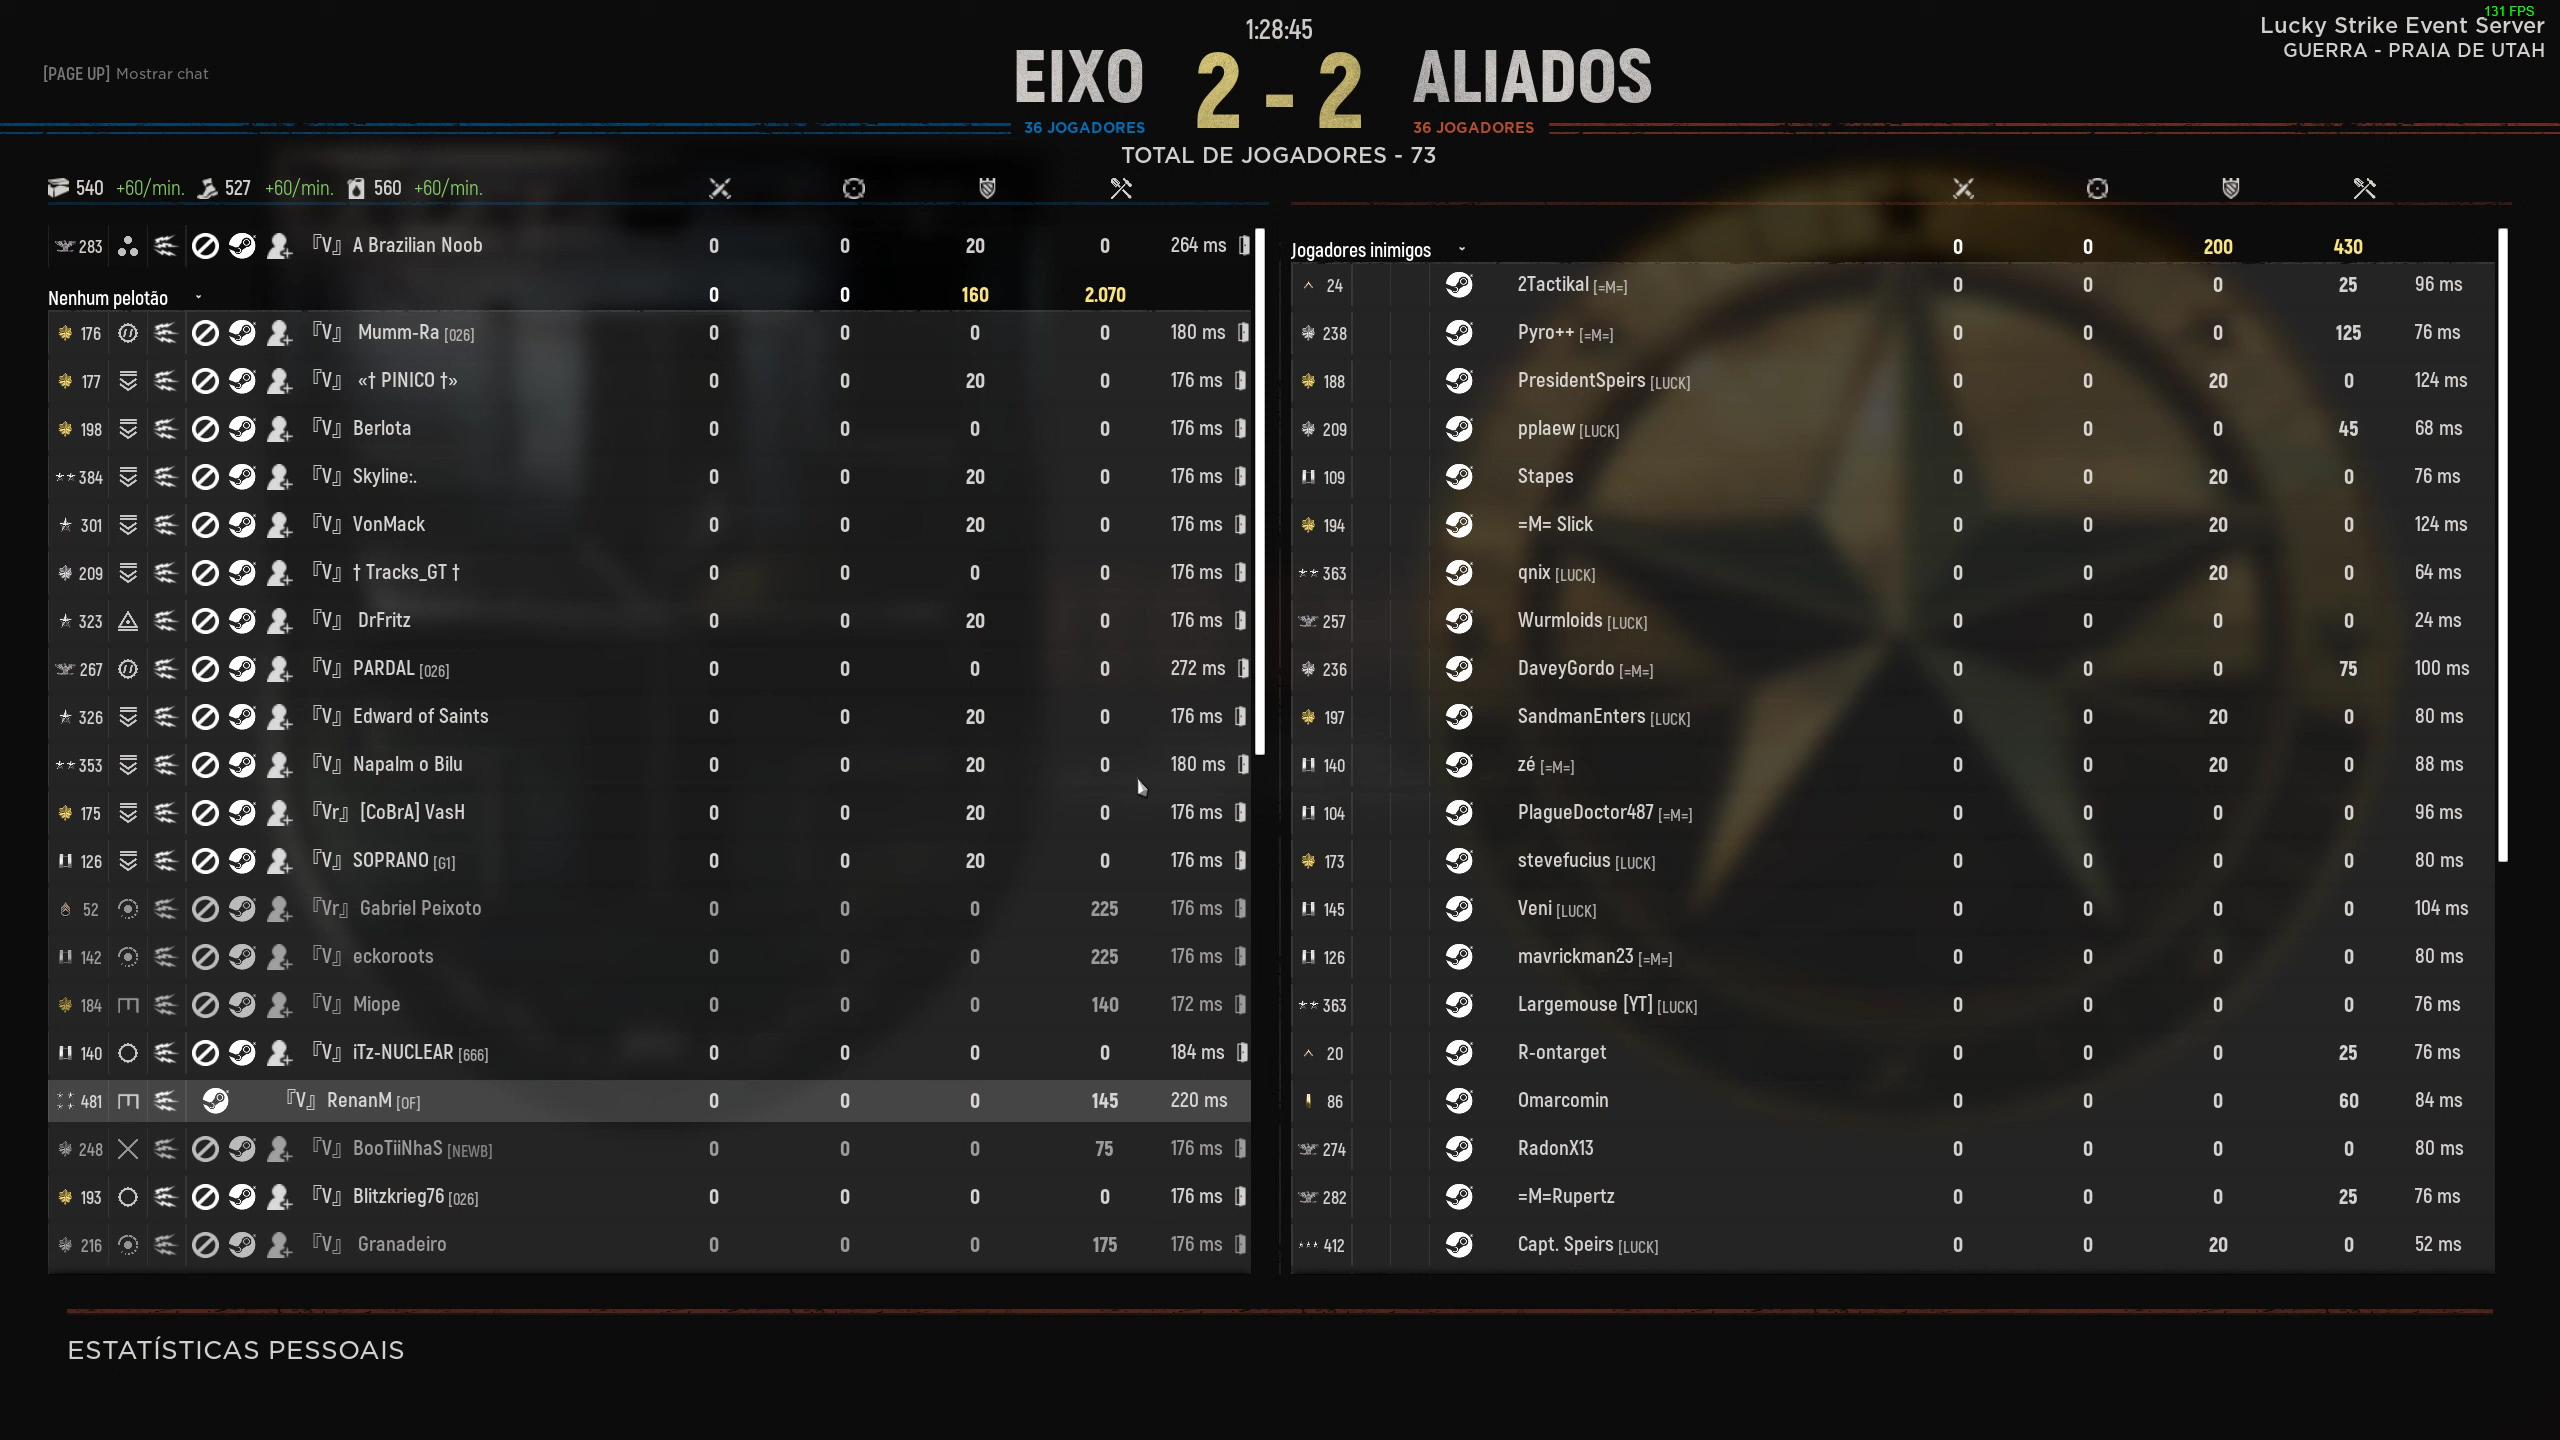 131 FPS
1:28:45
Lucky Strike Event Server
GUERRA - PRAIA DE UTAH
[PAGE UP] Mostrar chat
EIXO 2 - 2 ALIADOS
36 JOGADORES 36 JOGADORES
TOTAL DE JOGADORES - 73
540 +60/min. 527 +60/min. 560 +60/min.
283 『V』 A Brazilian Noob 0 0 20 0 264 ms
Nenhum pelotão 0 0 160 2.070
176 『V』 Mumm-Ra [026] 0 0 0 0 180 ms
177 『V』 «† PINICO †» 0 0 20 0 176 ms
198 『V』 Berlota 0 0 0 0 176 ms
384 『V』 Skyline:. 0 0 20 0 176 ms
301 『V』 VonMack 0 0 20 0 176 ms
209 『V』 † Tracks_GT † 0 0 0 0 176 ms
323 『V』 DrFritz 0 0 20 0 176 ms
267 『V』 PARDAL [026] 0 0 0 0 272 ms
326 『V』 Edward of Saints 0 0 20 0 176 ms
353 『V』 Napalm o Bilu 0 0 20 0 180 ms
175 『Vr』 [CoBrA] VasH 0 0 20 0 176 ms
126 『V』 SOPRANO [G1] 0 0 20 0 176 ms
52 『Vr』 Gabriel Peixoto 0 0 0 225 176 ms
142 『V』 eckoroots 0 0 0 225 176 ms
184 『V』 Miope 0 0 0 140 172 ms
140 『V』 iTz-NUCLEAR [666] 0 0 0 0 184 ms
481 『V』 RenanM [OF] 0 0 0 145 220 ms
248 『V』 BooTiiNhaS [NEWB] 0 0 0 75 176 ms
193 『V』 Blitzkrieg76 [026] 0 0 0 0 176 ms
216 『V』 Granadeiro 0 0 0 175 176 ms
Jogadores inimigos 0 0 200 430
24 2Tactikal [=M=] 0 0 0 25 96 ms
238 Pyro++ [=M=] 0 0 0 125 76 ms
188 PresidentSpeirs [LUCK] 0 0 20 0 124 ms
209 pplaew [LUCK] 0 0 0 45 68 ms
109 Stapes 0 0 20 0 76 ms
194 =M= Slick 0 0 20 0 124 ms
363 qnix [LUCK] 0 0 20 0 64 ms
257 Wurmloids [LUCK] 0 0 0 0 24 ms
236 DaveyGordo [=M=] 0 0 0 75 100 ms
197 SandmanEnters [LUCK] 0 0 20 0 80 ms
140 zé [=M=] 0 0 20 0 88 ms
104 PlagueDoctor487 [=M=] 0 0 0 0 96 ms
173 stevefucius [LUCK] 0 0 0 0 80 ms
145 Veni [LUCK] 0 0 0 0 104 ms
126 mavrickman23 [=M=] 0 0 0 0 80 ms
363 Largemouse [YT] [LUCK] 0 0 0 0 76 ms
20 R-ontarget 0 0 0 25 76 ms
86 Omarcomin 0 0 0 60 84 ms
274 RadonX13 0 0 0 0 80 ms
282 =M=Rupertz 0 0 0 25 76 ms
412 Capt. Speirs [LUCK] 0 0 20 0 52 ms
ESTATÍSTICAS PESSOAIS